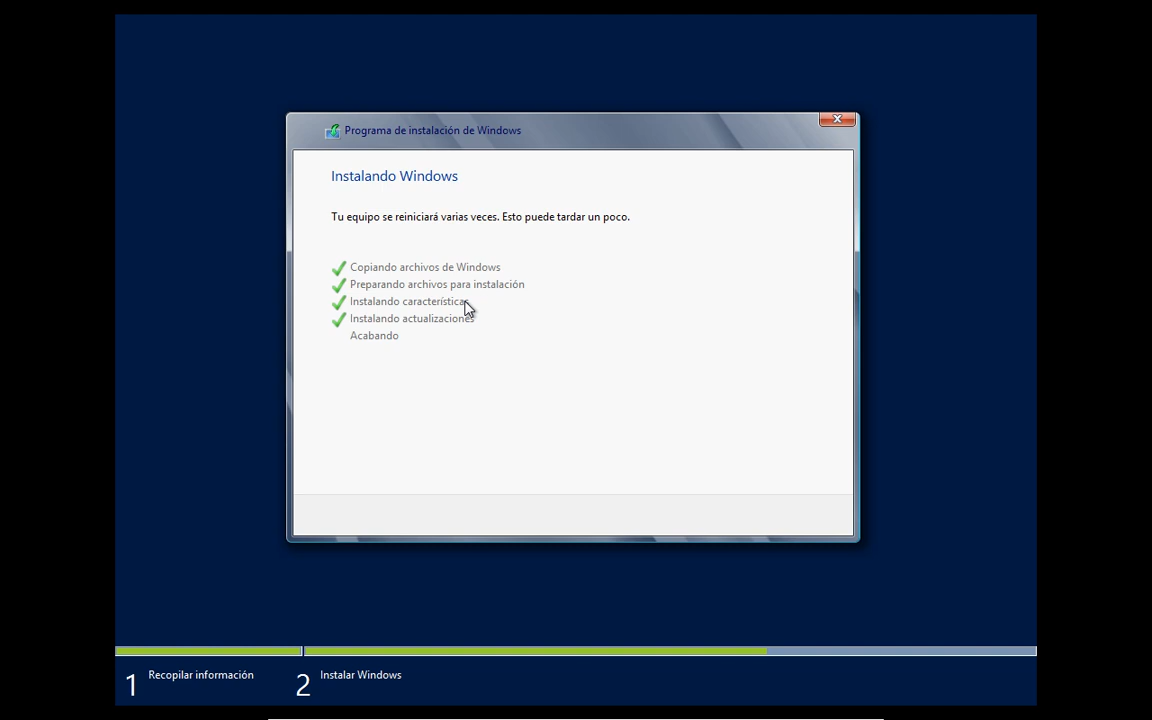 Programa de instalación de Windows
Instalando Windows
Tu equipo se reiniciará varias veces. Esto puede tardar un poco.
Copiando archivos de Windows
Preparando archivos para instalación
Instalando características
Instalando actualizaciones
Acabando
1 Recopilar información
2 Instalar Windows